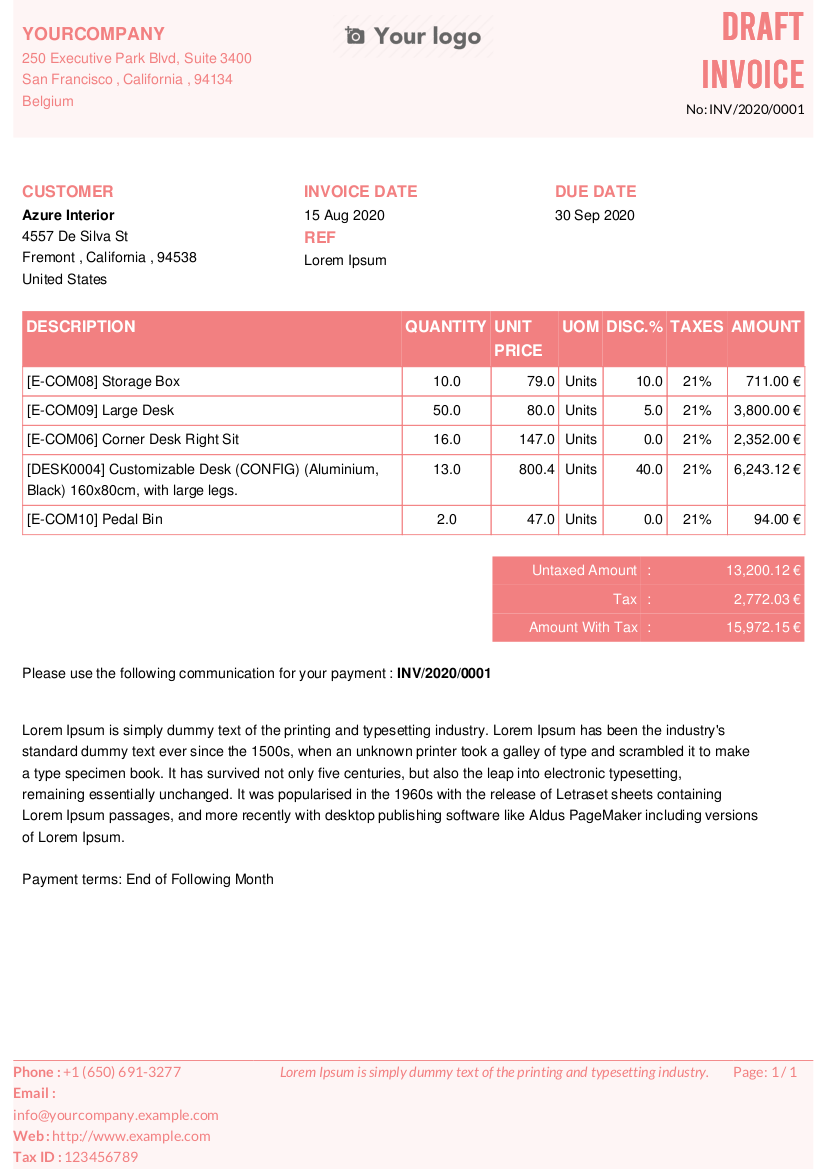 YOURCOMPANY
250 Executive Park Blvd, Suite 3400
San Francisco , California , 94134
Belgium
Your logo
DRAFT
INVOICE
No: INV/2020/0001
CUSTOMER
Azure Interior
4557 De Silva St
Fremont , California , 94538
United States
INVOICE DATE
15 Aug 2020
REF
Lorem Ipsum
DUE DATE
30 Sep 2020
DESCRIPTION QUANTITY UNIT PRICE UOM DISC.% TAXES AMOUNT
[E-COM08] Storage Box 10.0 79.0 Units 10.0 21% 711.00 €
[E-COM09] Large Desk 50.0 80.0 Units 5.0 21% 3,800.00 €
[E-COM06] Corner Desk Right Sit 16.0 147.0 Units 0.0 21% 2,352.00 €
[DESK0004] Customizable Desk (CONFIG) (Aluminium, 13.0 800.4 Units 40.0 21% 6,243.12 €
Black) 160x80cm, with large legs.
[E-COM10] Pedal Bin 2.0 47.0 Units 0.0 21% 94.00 €
Untaxed Amount : 13,200.12 €
Tax : 2,772.03 €
Amount With Tax : 15,972.15 €
Please use the following communication for your payment : INV/2020/0001
Lorem Ipsum is simply dummy text of the printing and typesetting industry. Lorem Ipsum has been the industry's
standard dummy text ever since the 1500s, when an unknown printer took a galley of type and scrambled it to make
a type specimen book. It has survived not only five centuries, but also the leap into electronic typesetting,
remaining essentially unchanged. It was popularised in the 1960s with the release of Letraset sheets containing
Lorem Ipsum passages, and more recently with desktop publishing software like Aldus PageMaker including versions
of Lorem Ipsum.
Payment terms: End of Following Month
Phone : +1 (650) 691-3277
Email :
info@yourcompany.example.com
Web : http://www.example.com
Tax ID : 123456789
Lorem Ipsum is simply dummy text of the printing and typesetting industry.
Page: 1 / 1